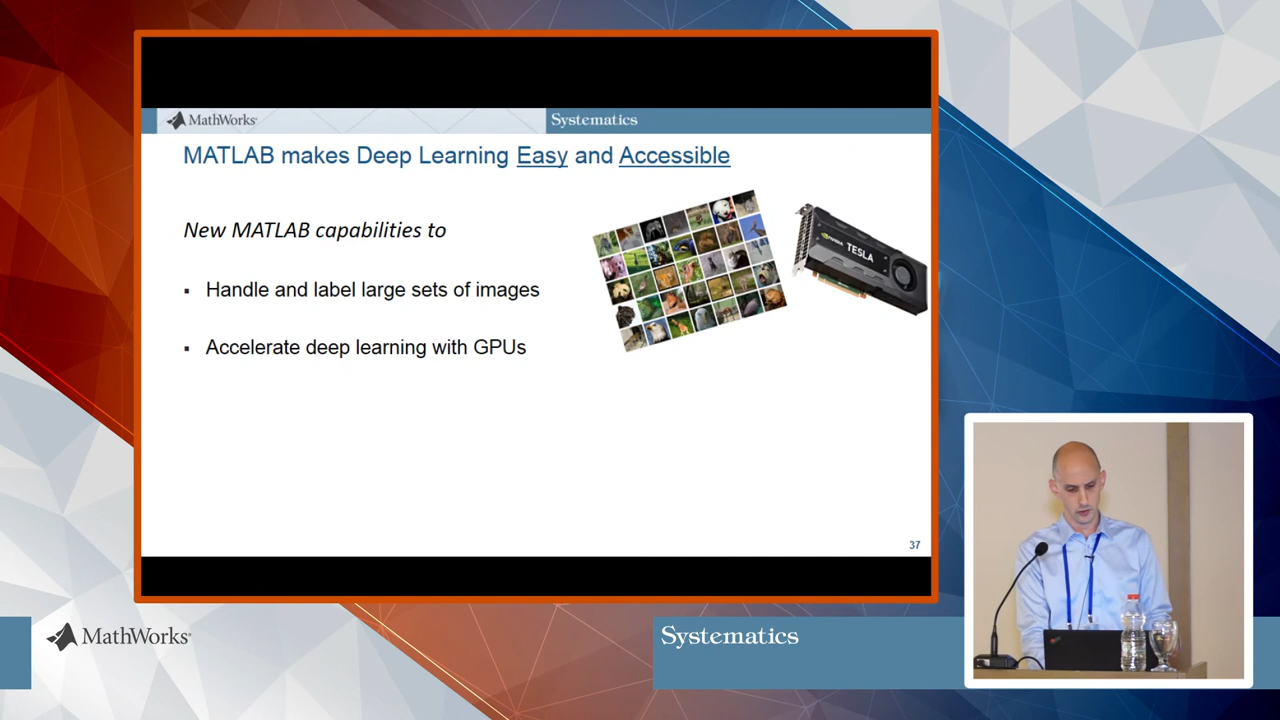 MathWorks®
Systematics
MATLAB makes Deep Learning Easy and Accessible
New MATLAB capabilities to
▪ Handle and label large sets of images
▪ Accelerate deep learning with GPUs
NVIDIA
TESLA
37
MathWorks®
Systematics